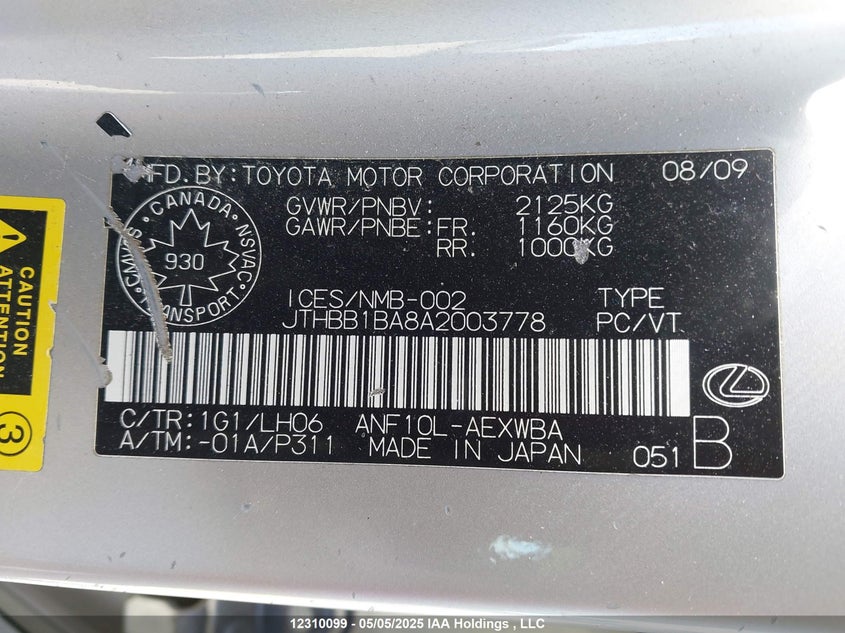 MFD. BY: TOYOTA MOTOR CORPORATION 08/09
GVWR/PNBV: 2125KG
GAWR/PNBE: FR. 1160KG
RR. 1000KG
CANADA
NSVAC
TRANSPORT
CMVSS
930
ICES/NMB-002 TYPE
JTHBB1BA8A2003778 PC/VT
C/TR: 1G1/LH06 ANF10L-AEXWBA
A/TM: -01A/P311 MADE IN JAPAN 051 B
CAUTION
ATTENTION
3
12310099 - 05/05/2025 IAA Holdings , LLC